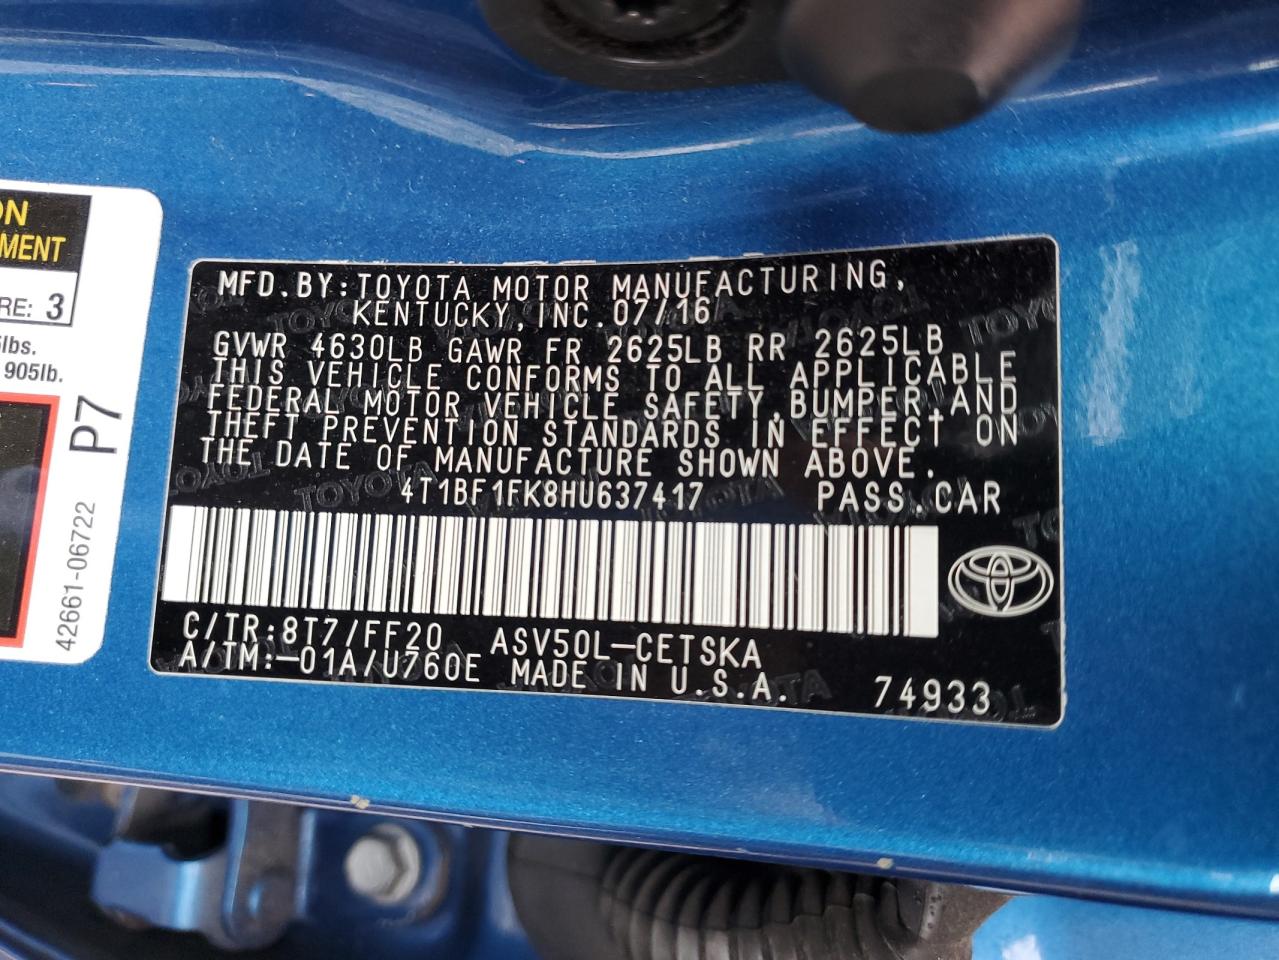 ON
MENT
RE: 3
lbs.
905lb.
P7
42661-06722
MFD.BY:TOYOTA MOTOR MANUFACTURING,
KENTUCKY,INC.07/16
GVWR 4630LB GAWR FR 2625LB RR 2625LB
THIS VEHICLE CONFORMS TO ALL APPLICABLE
FEDERAL MOTOR VEHICLE SAFETY,BUMPER,AND
THEFT PREVENTION STANDARDS IN EFFECT ON
THE DATE OF MANUFACTURE SHOWN ABOVE.
4T1BF1FK8HU637417 PASS.CAR
C/TR:8T7/FF20 ASV50L-CETSKA
A/TM:-01A/U760E MADE IN U.S.A. 74933